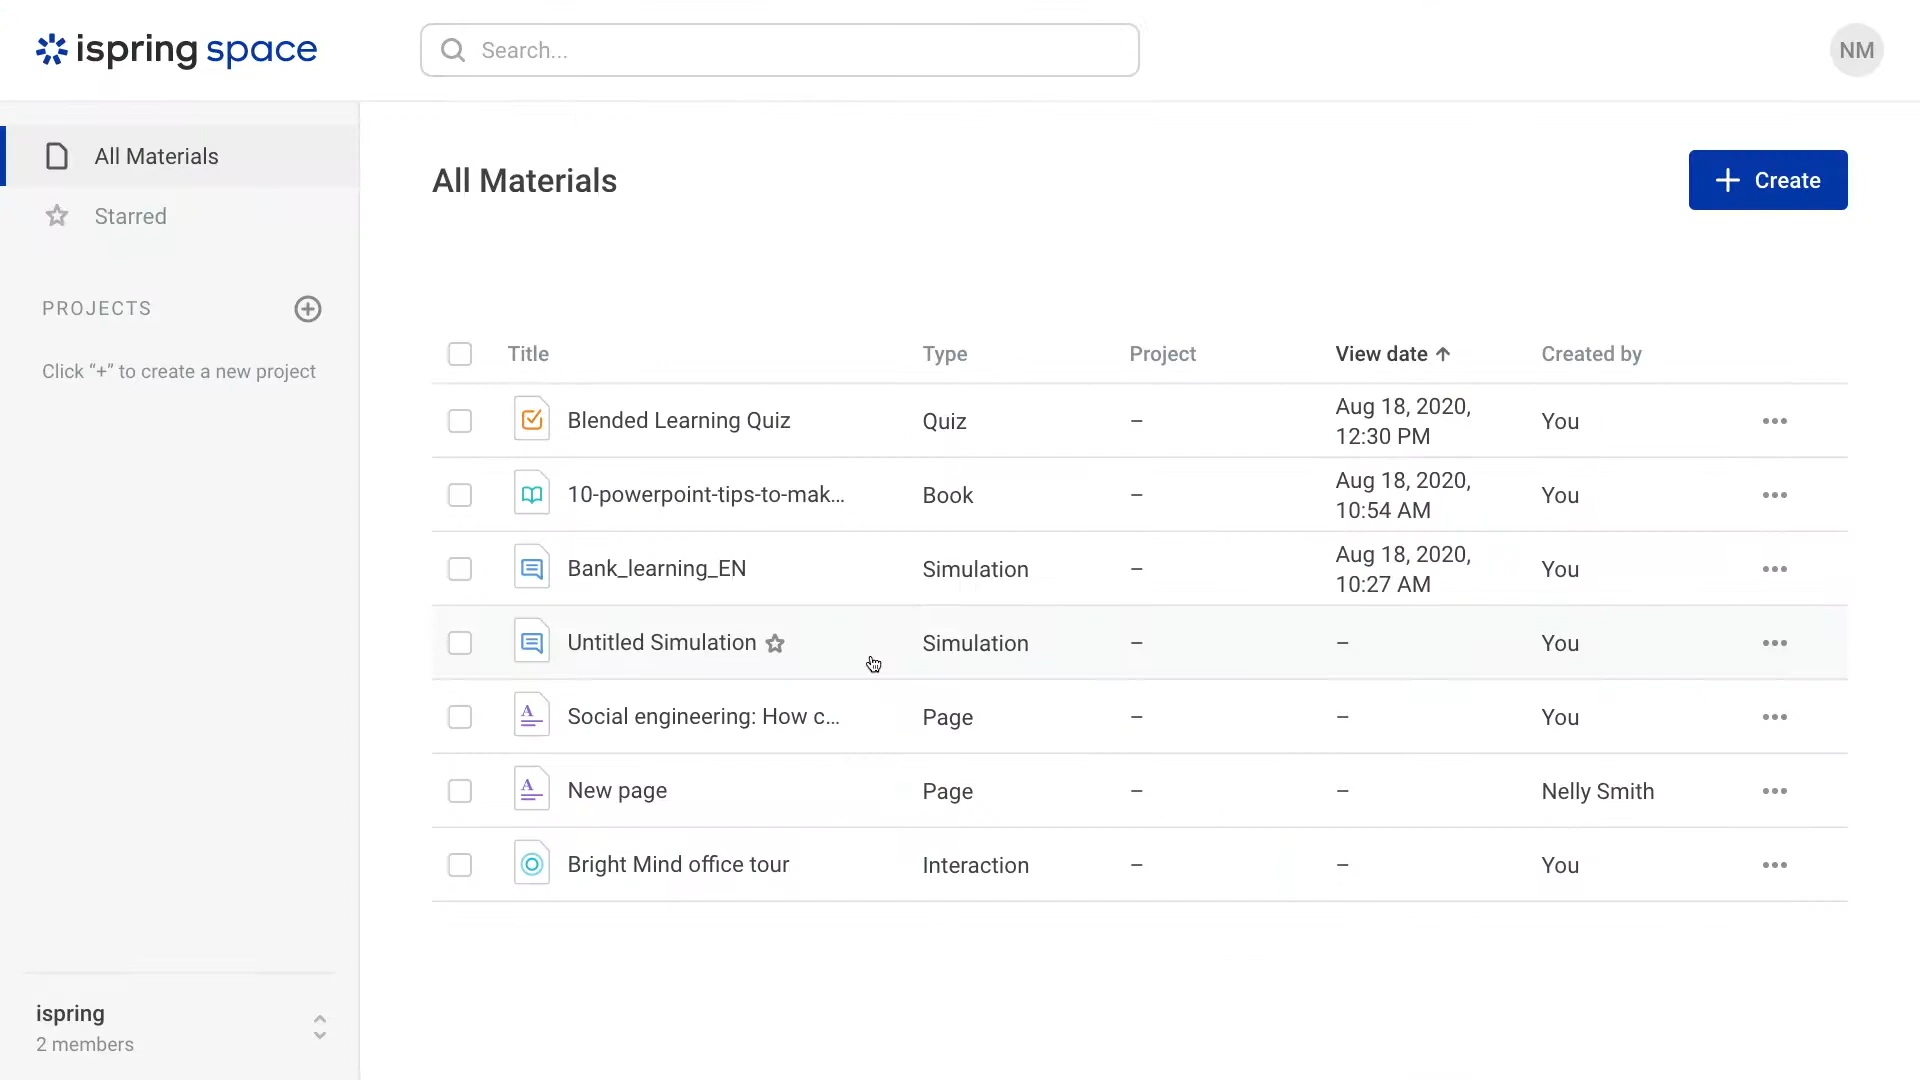 ispring space
Search...
NM
All Materials
Starred
PROJECTS
Click “+” to create a new project
ispring
2 members
All Materials
Create
Title Type Project View date Created by
Blended Learning Quiz Quiz – Aug 18, 2020, 12:30 PM You
10-powerpoint-tips-to-mak... Book – Aug 18, 2020, 10:54 AM You
Bank_learning_EN Simulation – Aug 18, 2020, 10:27 AM You
Untitled Simulation Simulation – – You
Social engineering: How c... Page – – You
New page Page – – Nelly Smith
Bright Mind office tour Interaction – – You